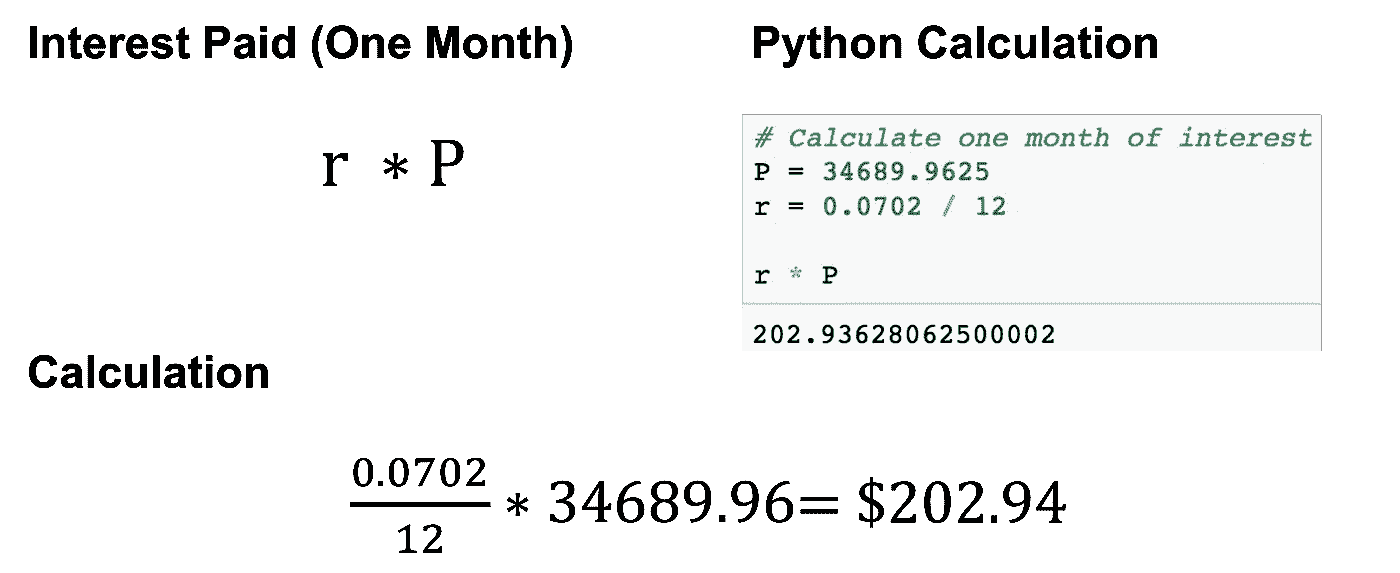 Interest Paid (One Month)
r * P
Python Calculation
# Calculate one month of interest
P = 34689.9625
r = 0.0702 / 12
r * P
202.93628062500002
Calculation
0.0702
12
* 34689.96= $202.94